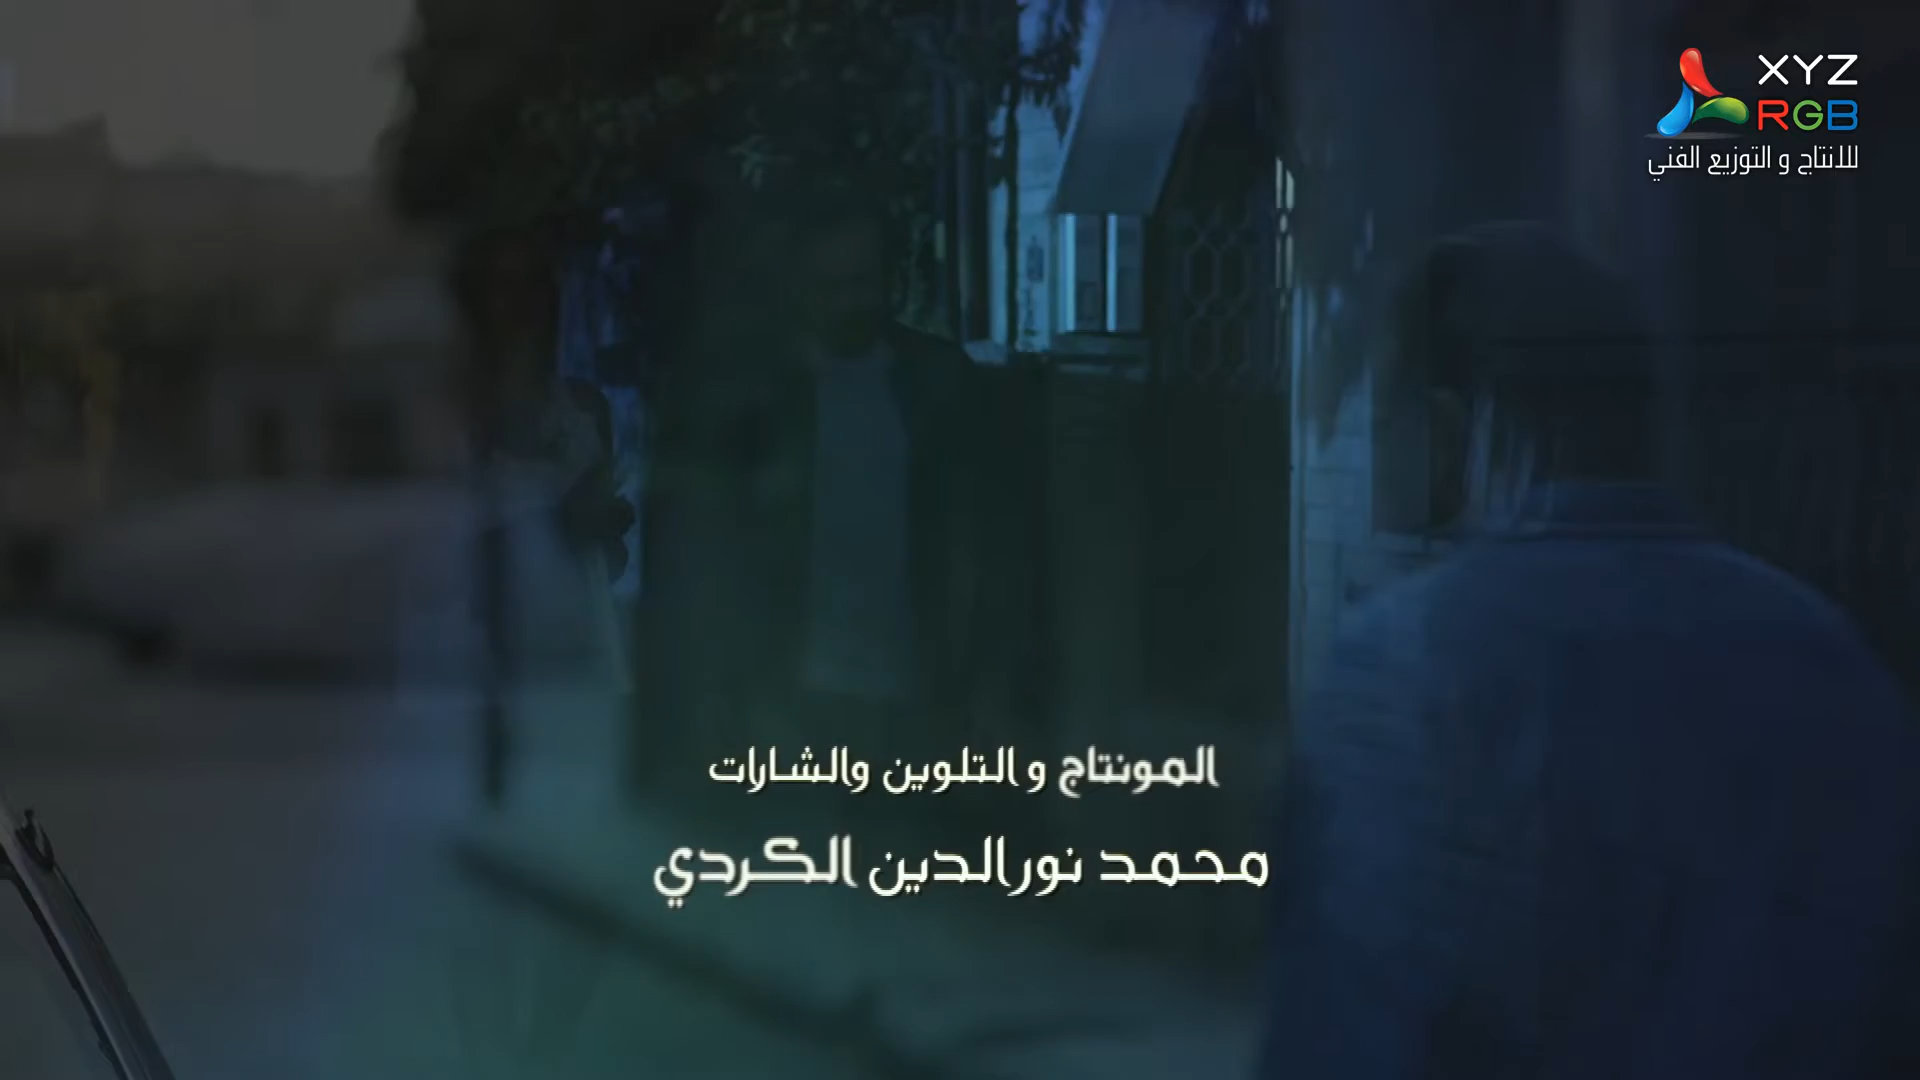 XYZ
RGB
للانتاج و التوزيع الفني
المونتاج و التلوين والشارات
محمد نورالدين الكردي